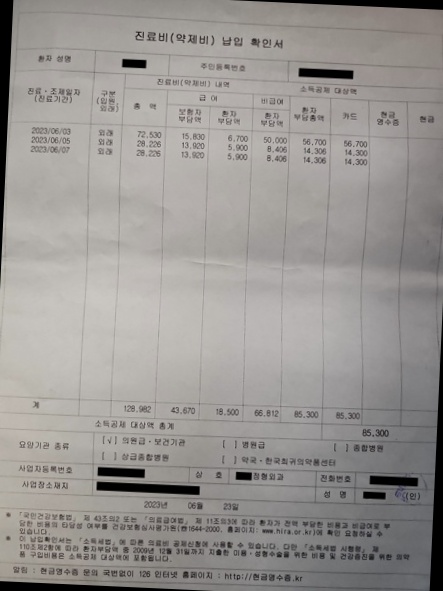 진료비(약제비) 납입 확인서
환자 성명 주민등록번호
진료비(약제비) 내역 소득공제 대상액
진료·조제일자 (진료기간) 구분 (입원·외래) 총 액 급 여 비급여 환자 부담총액 카드 현금 영수증 현금
보험자 부담액 환자 부담액 환자 부담액
2023/06/03 외래 72,530 15,830 6,700 50,000 56,700 56,700
2023/06/05 외래 28,226 13,920 5,900 8,406 14,306 14,300
2023/06/07 외래 28,226 13,920 5,900 8,406 14,306 14,300
계 128,982 43,670 18,500 66,812 85,300 85,300
소득공제 대상액 총계 85,300
요양기관 종류 [√] 의원급·보건기관 [ ] 병원급 [ ] 종합병원
[ ] 상급종합병원 [ ] 약국·한국희귀의약품센터
사업자등록번호 상 호 정형외과 전화번호
사업장소재지 성 명 (인)
2023년 06월 23일
* 「국민건강보험법」 제 43조의2 또는 「의료급여법」 제 11조의3에 따라 환자가 전액 부담한 비용과 비급여로 부
담한 비용의 타당성 여부를 건강보험심사평가원(☎1644-2000, 홈페이지: www.hira.or.kr)에 확인 요청하실 수
있습니다.
* 이 납입확인서는 「소득세법」에 따른 의료비 공제신청에 사용할 수 있습니다. 다만 「소득세법 시행령」 제
110조제2항에 따라 환자부담액 중 2009년 12월 31일까지 지출한 미용·성형수술을 위한 비용 및 건강증진을 위한 의약
품 구입비용은 소득공제 대상액에 포함됩니다.
알림 : 현금영수증 문의 국번없이 126 인터넷 홈페이지 : http://현금영수증.kr